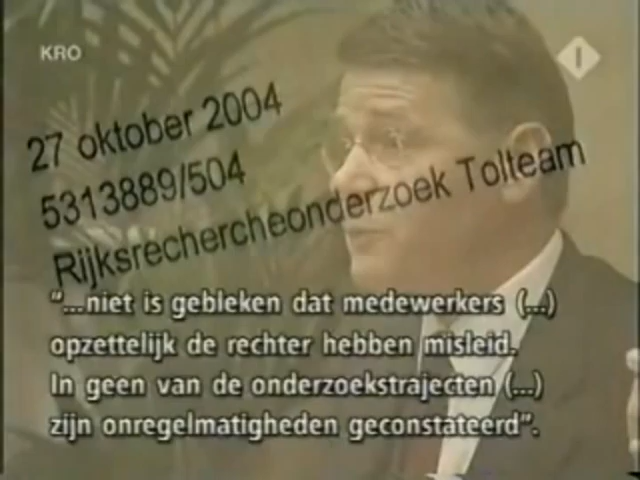 KRO
1
27 oktober 2004
5313889/504
Rijksrechercheonderzoek Tolteam
"...niet is gebleken dat medewerkers (...)
opzettelijk de rechter hebben misleid.
In geen van de onderzoekstrajecten (...)
zijn onregelmatigheden geconstateerd".